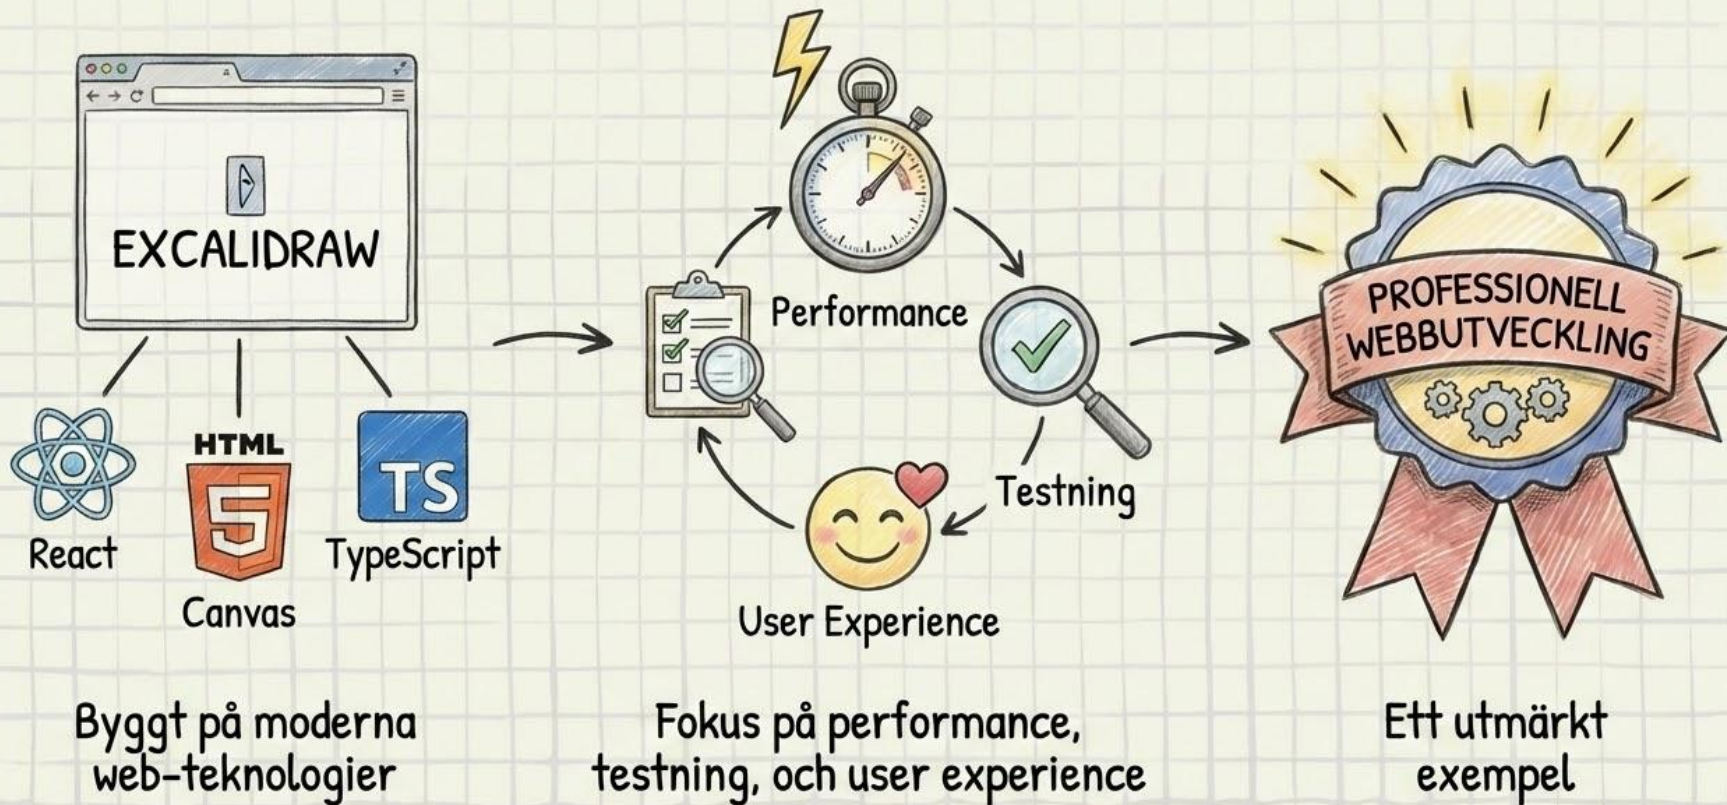 EXCALIDRAW
React
HTML
5
Canvas
TS
TypeScript
Byggt på moderna
web-teknologier
Performance
Testning
User Experience
Fokus på performance,
testning, och user experience
PROFESSIONELL
WEBBUTVECKLING
Ett utmärkt
exempel